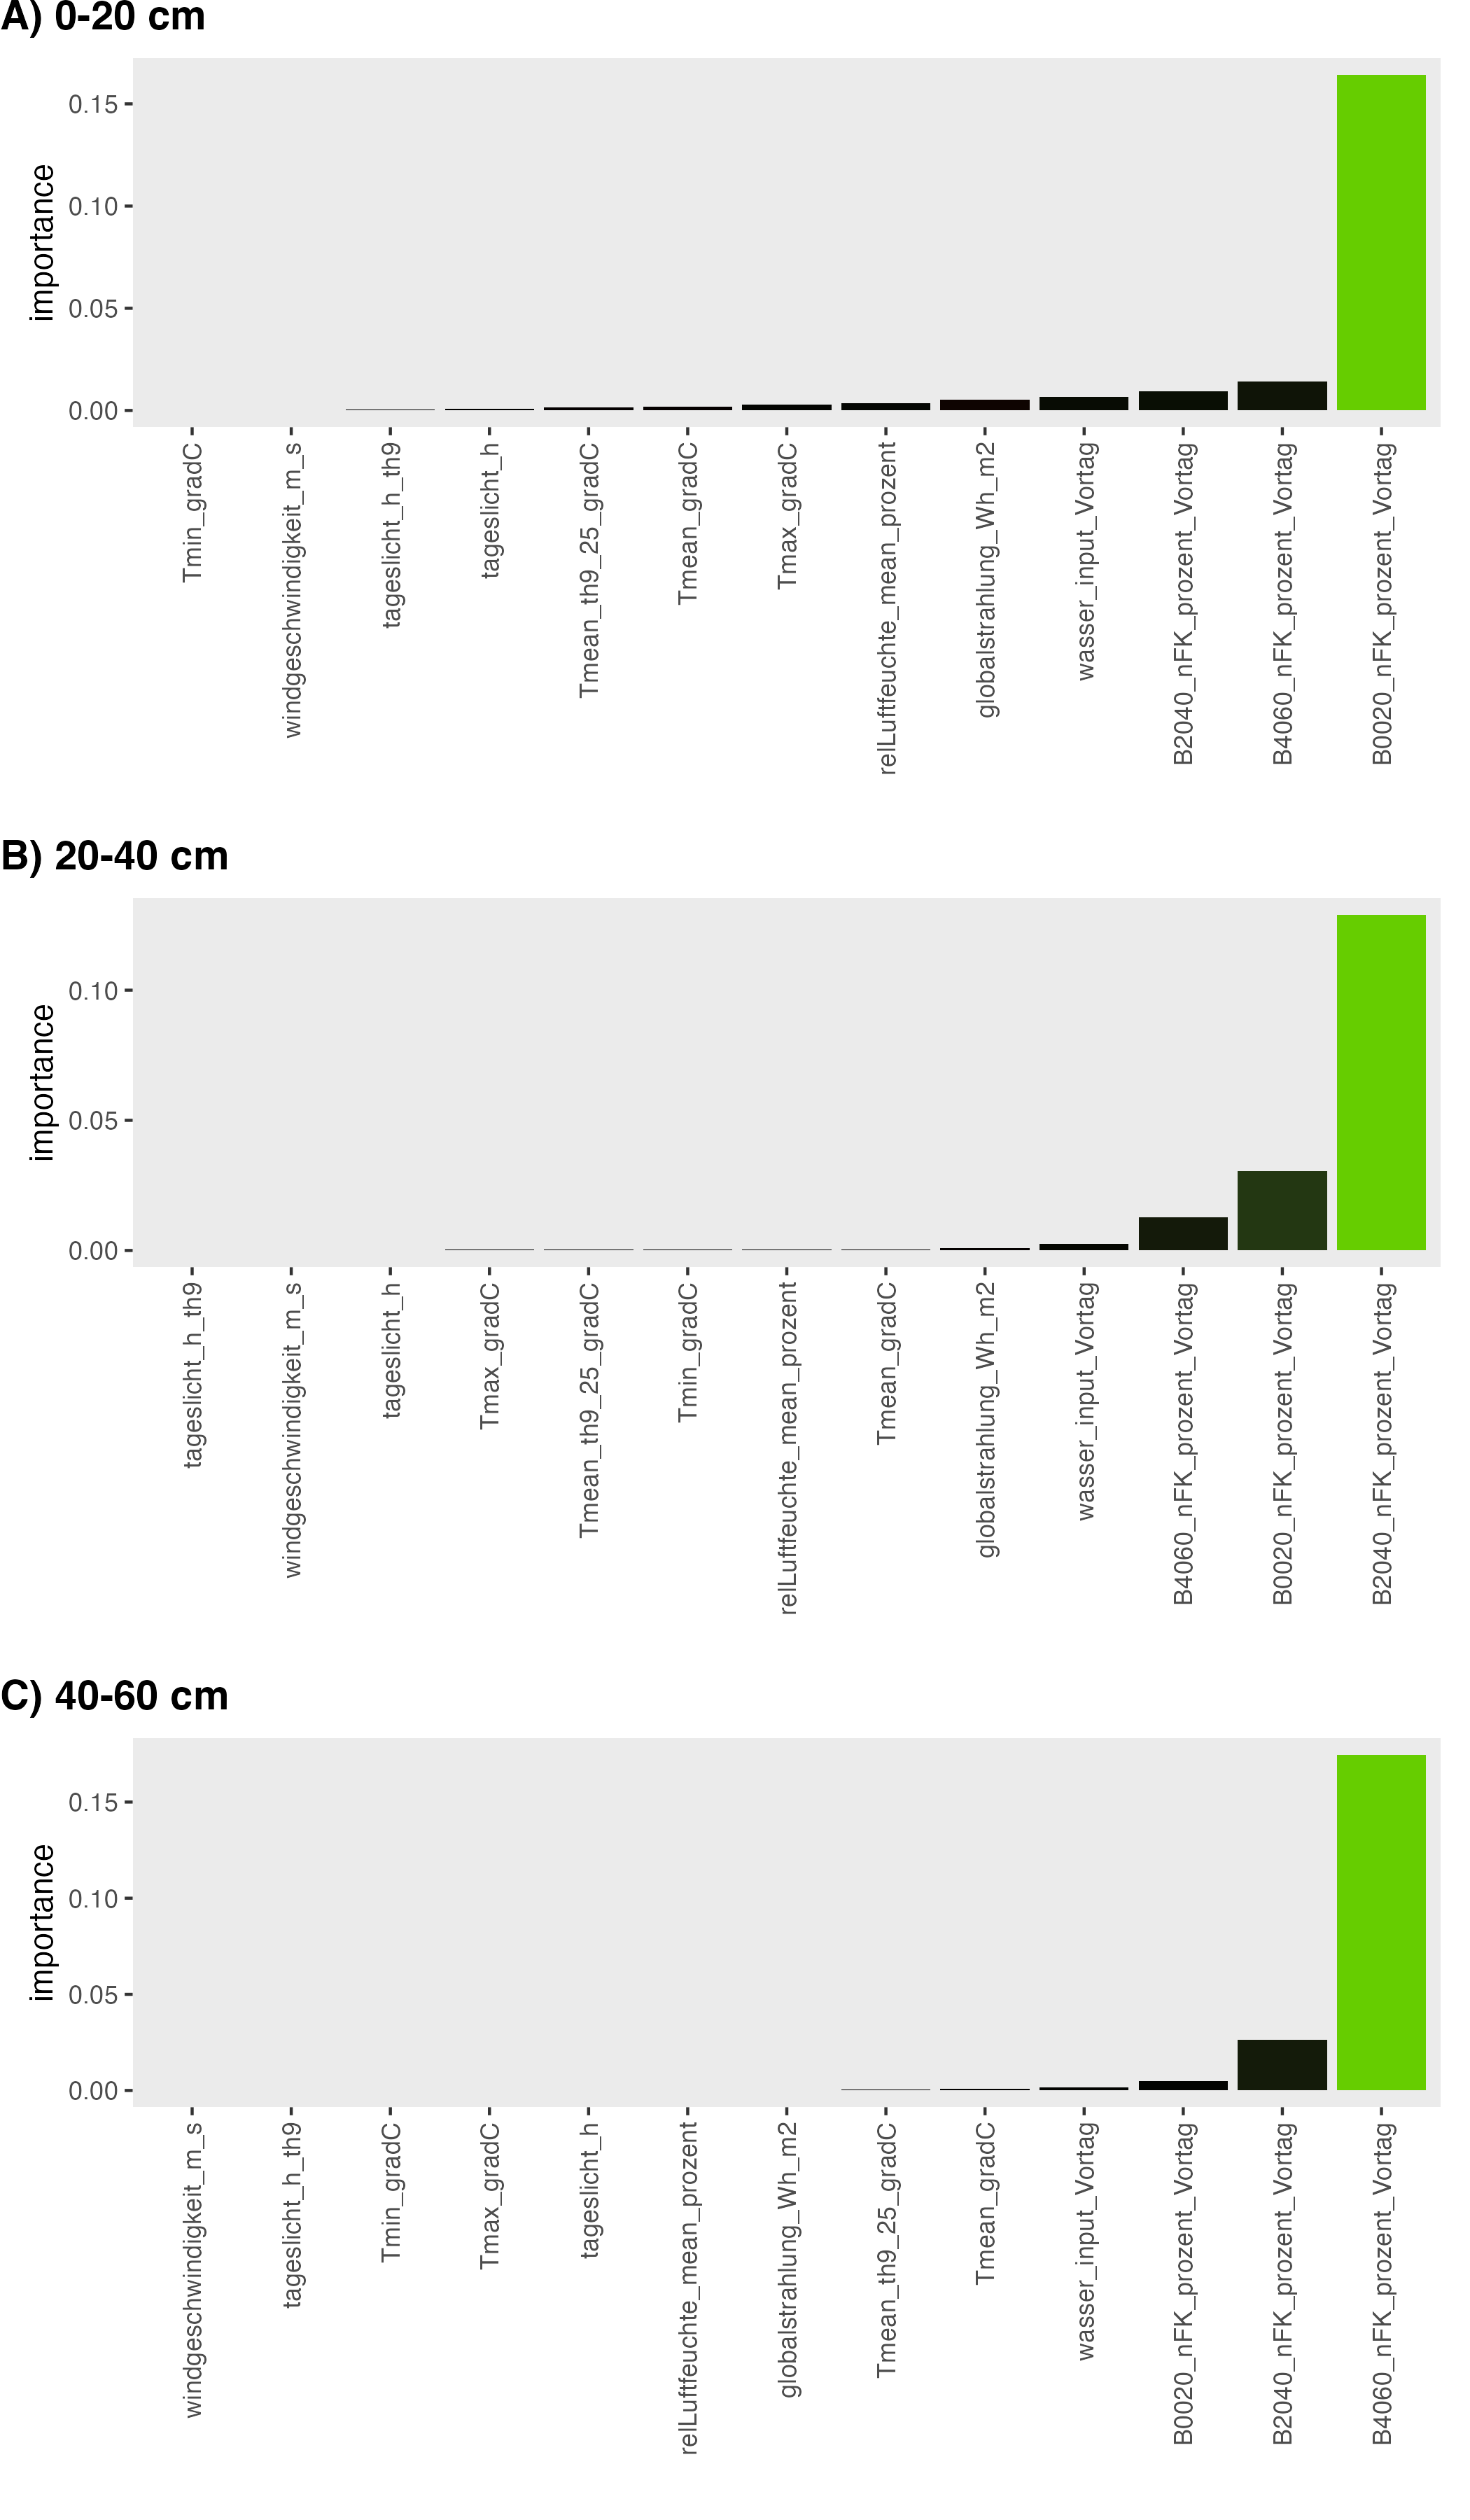 A) 0-20 cm
importance
0.15
0.10
0.05
0.00
Tmin_gradC
windgeschwindigkeit_m_s
tageslicht_h_th9
tageslicht_h
Tmean_th9_25_gradC
Tmean_gradC
Tmax_gradC
relLuftfeuchte_mean_prozent
globalstrahlung_Wh_m2
wasser_input_Vortag
B2040_nFK_prozent_Vortag
B4060_nFK_prozent_Vortag
B0020_nFK_prozent_Vortag
B) 20-40 cm
importance
0.10
0.05
0.00
tageslicht_h_th9
windgeschwindigkeit_m_s
tageslicht_h
Tmax_gradC
Tmean_th9_25_gradC
Tmin_gradC
relLuftfeuchte_mean_prozent
Tmean_gradC
globalstrahlung_Wh_m2
wasser_input_Vortag
B4060_nFK_prozent_Vortag
B0020_nFK_prozent_Vortag
B2040_nFK_prozent_Vortag
C) 40-60 cm
importance
0.15
0.10
0.05
0.00
windgeschwindigkeit_m_s
tageslicht_h_th9
Tmin_gradC
Tmax_gradC
tageslicht_h
relLuftfeuchte_mean_prozent
globalstrahlung_Wh_m2
Tmean_th9_25_gradC
Tmean_gradC
wasser_input_Vortag
B0020_nFK_prozent_Vortag
B2040_nFK_prozent_Vortag
B4060_nFK_prozent_Vortag